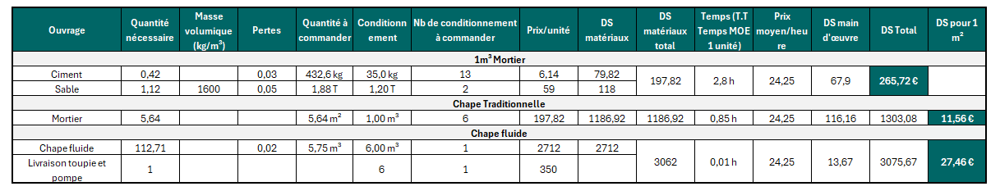 Ouvrage Quantité nécessaire Masse volumique (kg/m³) Pertes Quantité à commander Conditionn ement Nb de conditionnement à commander Prix/unité DS matériaux DS matériaux total Temps (T.T Temps MOE 1 unité) Prix moyen/heu re DS main d'œuvre DS Total DS pour 1 m²
1m³ Mortier
Ciment 0,42 0,03 432,6 kg 35,0 kg 13 6,14 79,82 197,82 2,8 h 24,25 67,9 265,72 €
Sable 1,12 1600 0,05 1,88 T 1,20 T 2 59 118
Chape Traditionnelle
Mortier 5,64 5,64 m² 1,00 m³ 6 197,82 1186,92 1186,92 0,85 h 24,25 116,16 1303,08 11,56 €
Chape fluide
Chape fluide 112,71 0,02 5,75 m³ 6,00 m³ 1 2712 2712 3062 0,01 h 24,25 13,67 3075,67 27,46 €
Livraison toupie et pompe 1 6 1 350